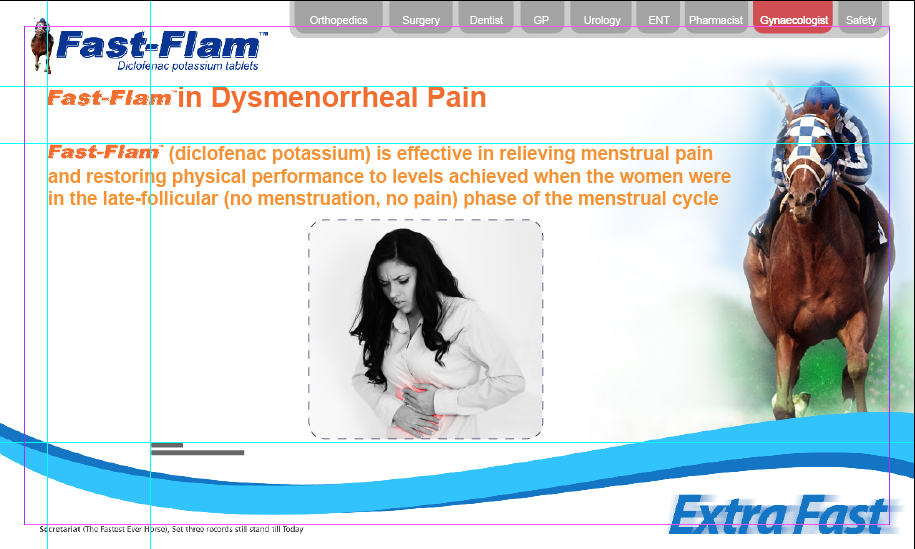 Orthopedics Surgery Dentist GP Urology ENT Pharmacist Gynaecologist Safety
Fast-Flam™
Diclofenac potassium tablets
Fast-Flam™ in Dysmenorrheal Pain
Fast-Flam™ (diclofenac potassium) is effective in relieving menstrual pain
and restoring physical performance to levels achieved when the women were
in the late-follicular (no menstruation, no pain) phase of the menstrual cycle
Extra Fast
Secretariat (The Fastest Ever Horse), Set three records still stand till Today